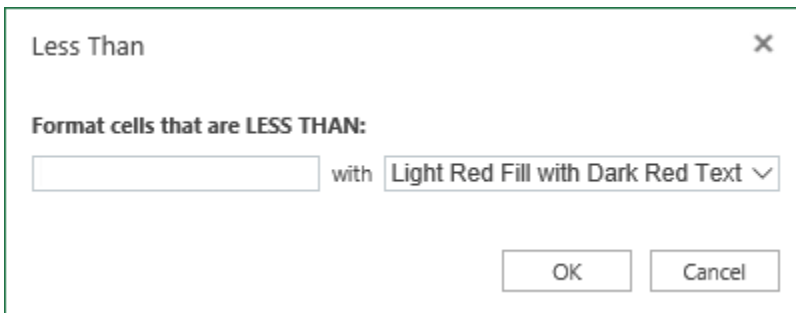 Less Than
Format cells that are LESS THAN:
with Light Red Fill with Dark Red Text
OK Cancel